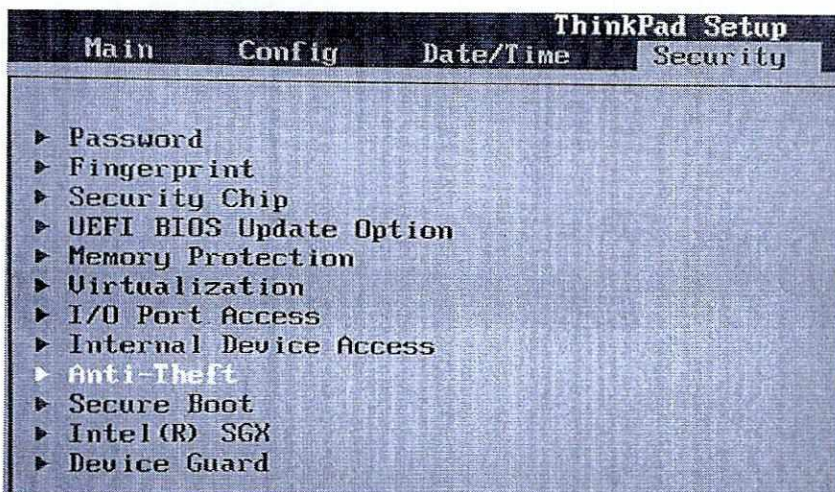 ThinkPad Setup
Main Config Date/Time Security
Password
Fingerprint
Security Chip
UEFI BIOS Update Option
Memory Protection
Virtualization
I/O Port Access
Internal Device Access
Anti-Theft
Secure Boot
Intel(R) SGX
Device Guard